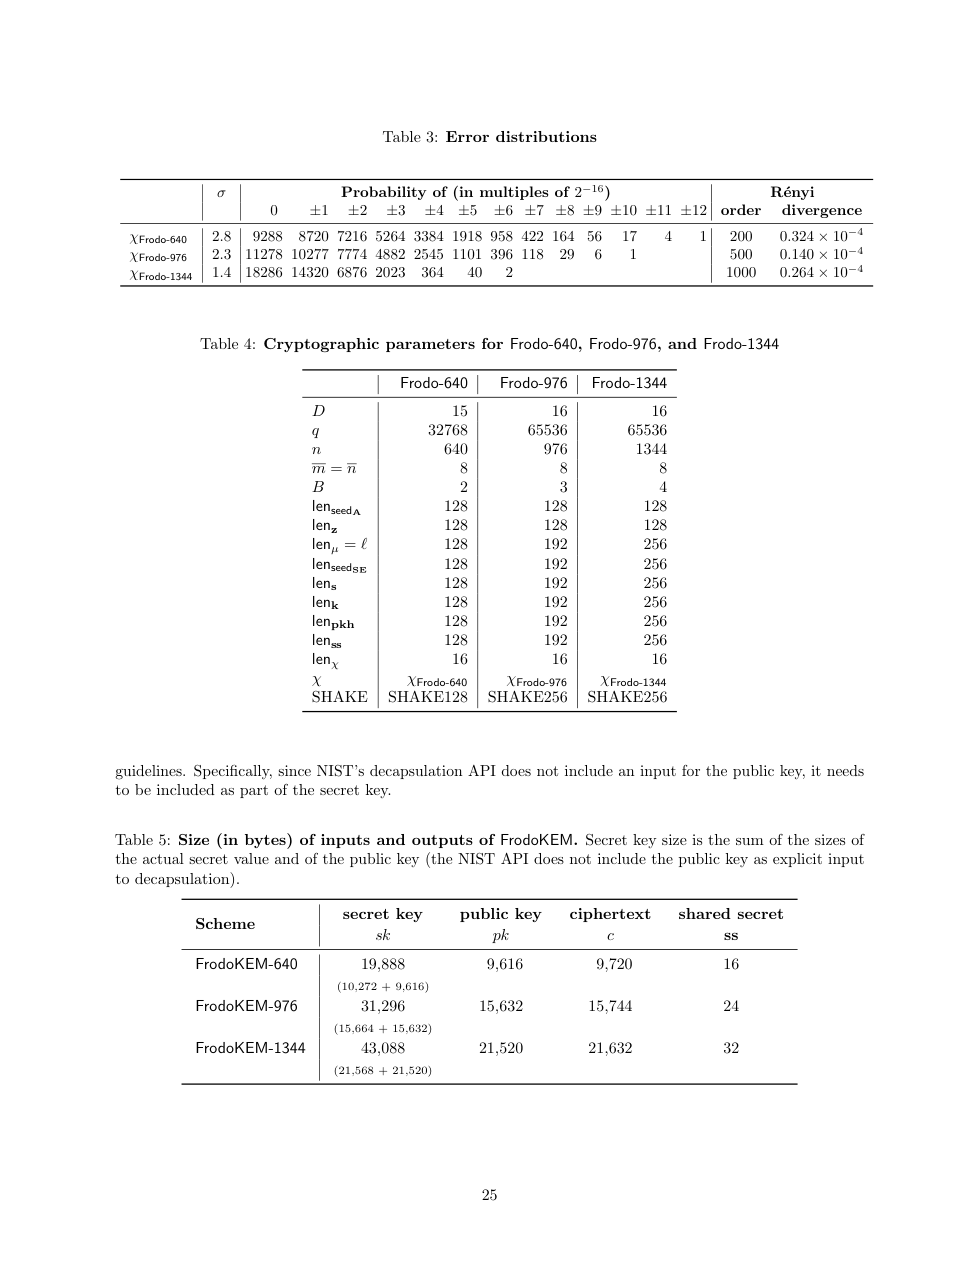 Table 3: Error distributions
σ Probability of (in multiples of 2⁻¹⁶) Rényi
0 ±1 ±2 ±3 ±4 ±5 ±6 ±7 ±8 ±9 ±10 ±11 ±12 order divergence
χFrodo-640 2.8 9288 8720 7216 5264 3384 1918 958 422 164 56 17 4 1 200 0.324 × 10⁻⁴
χFrodo-976 2.3 11278 10277 7774 4882 2545 1101 396 118 29 6 1 500 0.140 × 10⁻⁴
χFrodo-1344 1.4 18286 14320 6876 2023 364 40 2 1000 0.264 × 10⁻⁴
Table 4: Cryptographic parameters for Frodo-640, Frodo-976, and Frodo-1344
Frodo-640 Frodo-976 Frodo-1344
D 15 16 16
q 32768 65536 65536
n 640 976 1344
m̅ = n̅ 8 8 8
B 2 3 4
lenseedA 128 128 128
lenz 128 128 128
lenμ = ℓ 128 192 256
lenseedSE 128 192 256
lens 128 192 256
lenk 128 192 256
lenpkh 128 192 256
lenss 128 192 256
lenχ 16 16 16
χ χFrodo-640 χFrodo-976 χFrodo-1344
SHAKE SHAKE128 SHAKE256 SHAKE256
guidelines. Specifically, since NIST's decapsulation API does not include an input for the public key, it needs
to be included as part of the secret key.
Table 5: Size (in bytes) of inputs and outputs of FrodoKEM. Secret key size is the sum of the sizes of
the actual secret value and of the public key (the NIST API does not include the public key as explicit input
to decapsulation).
Scheme secret key public key ciphertext shared secret
sk pk c ss
FrodoKEM-640 19,888 9,616 9,720 16
(10,272 + 9,616)
FrodoKEM-976 31,296 15,632 15,744 24
(15,664 + 15,632)
FrodoKEM-1344 43,088 21,520 21,632 32
(21,568 + 21,520)
25